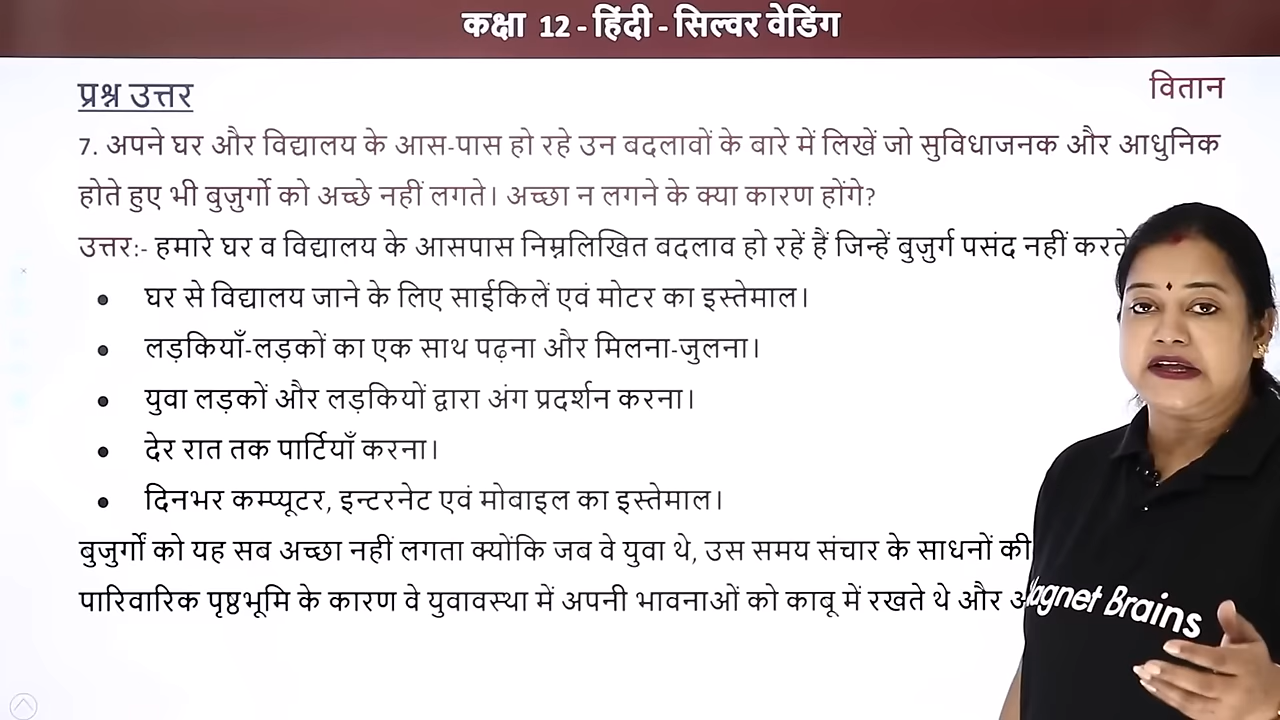 कक्षा 12 - हिंदी - सिल्वर वेडिंग
वितान
प्रश्न उत्तर
7. अपने घर और विद्यालय के आस-पास हो रहे उन बदलावों के बारे में लिखें जो सुविधाजनक और आधुनिक
होते हुए भी बुजुर्गो को अच्छे नहीं लगते। अच्छा न लगने के क्या कारण होंगे?
उत्तर:- हमारे घर व विद्यालय के आसपास निम्नलिखित बदलाव हो रहें हैं जिन्हें बुज़ुर्ग पसंद नहीं करते
• घर से विद्यालय जाने के लिए साईकिलें एवं मोटर का इस्तेमाल।
• लड़कियाँ-लड़कों का एक साथ पढ़ना और मिलना-जुलना।
• युवा लड़कों और लड़कियों द्वारा अंग प्रदर्शन करना।
• देर रात तक पार्टियाँ करना।
• दिनभर कम्प्यूटर, इन्टरनेट एवं मोबाइल का इस्तेमाल।
बुजुर्गों को यह सब अच्छा नहीं लगता क्योंकि जब वे युवा थे, उस समय संचार के साधनों की
पारिवारिक पृष्ठभूमि के कारण वे युवावस्था में अपनी भावनाओं को काबू में रखते थे और
Magnet Brains